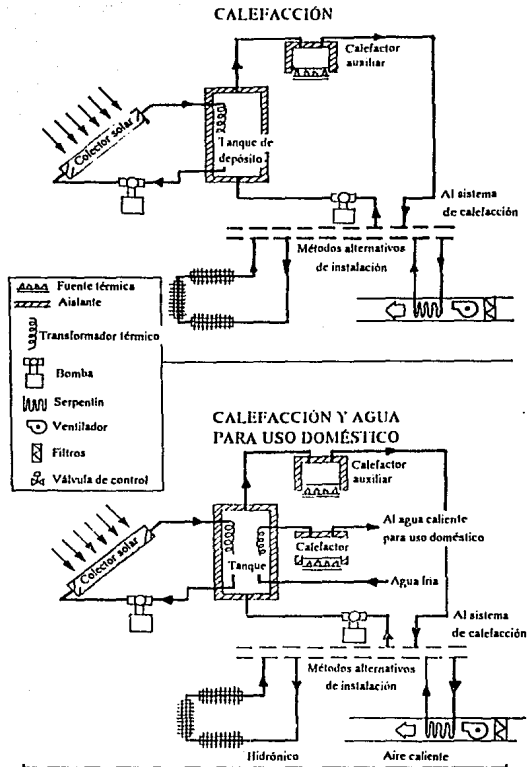 CALEFACCIÓN
Calefactor
auxiliar
Colector solar
Tanque de
depósito
Al sistema
de calefacción
Métodos alternativos
de instalación
Fuente térmica
Aislante
Transformador térmico
Bomba
Serpentín
Ventilador
Filtros
Válvula de control
CALEFACCIÓN Y AGUA
PARA USO DOMÉSTICO
Calefactor
auxiliar
Colector solar
Al agua caliente
para uso doméstico
Calefactor
Tanque
Agua fria
Al sistema
de calefacción
Métodos alternativos
de instalación
Hidrónico
Aire caliente